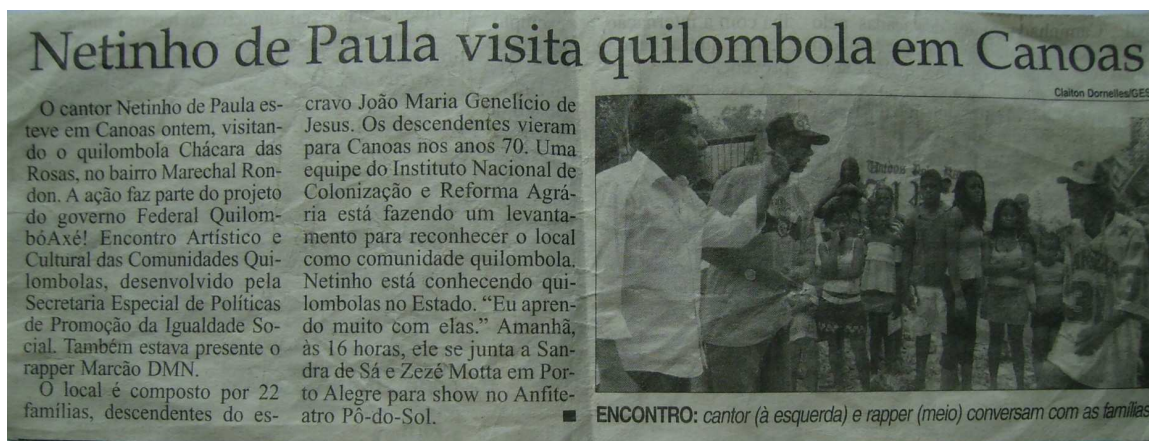 Netinho de Paula visita quilombola em Canoas
Claiton Dornelles/GES
O cantor Netinho de Paula es-
teve em Canoas ontem, visitan-
do o quilombola Chácara das
Rosas, no bairro Marechal Ron-
don. A ação faz parte do projeto
do governo Federal Quilom-
bóAxé! Encontro Artístico e
Cultural das Comunidades Qui-
lombolas, desenvolvido pela
Secretaria Especial de Políticas
de Promoção da Igualdade So-
cial. Também estava presente o
rapper Marcão DMN.
O local é composto por 22
famílias, descendentes do es-
cravo João Maria Genelício de
Jesus. Os descendentes vieram
para Canoas nos anos 70. Uma
equipe do Instituto Nacional de
Colonização e Reforma Agrá-
ria está fazendo um levanta-
mento para reconhecer o local
como comunidade quilombola.
Netinho está conhecendo qui-
lombolas no Estado. “Eu apren-
do muito com elas.” Amanhã,
às 16 horas, ele se junta a San-
dra de Sá e Zezé Motta em Por-
to Alegre para show no Anfite-
atro Pô-do-Sol.
ENCONTRO: cantor (à esquerda) e rapper (meio) conversam com as famílias